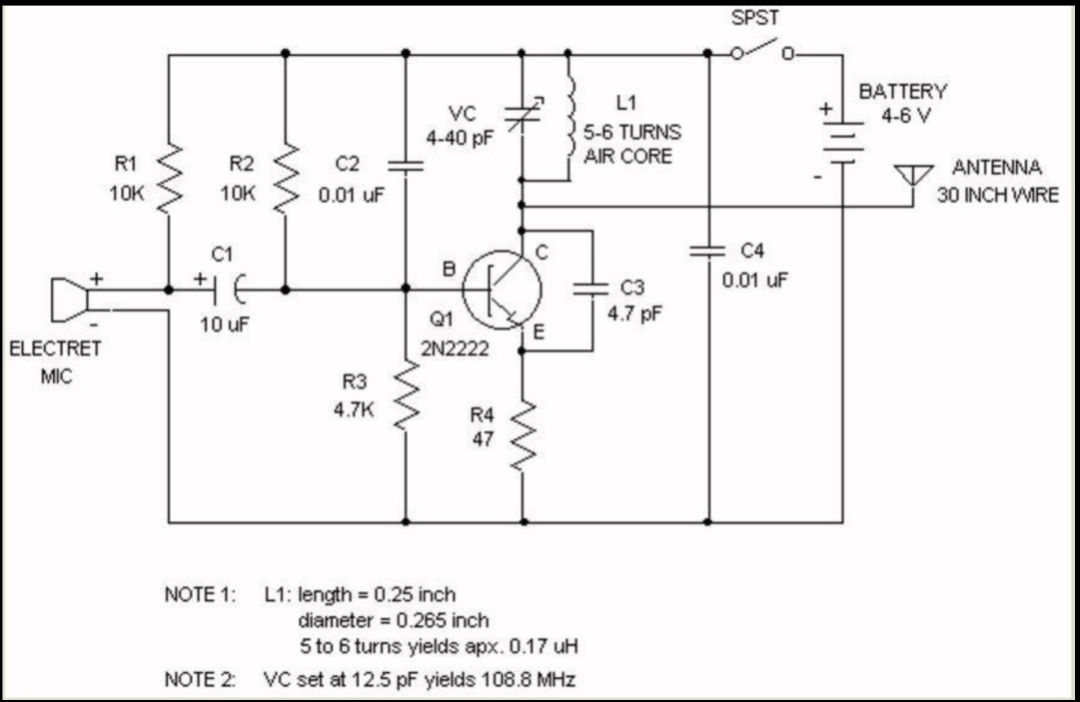 SPST
BATTERY
4-6 V
+
-
VC
4-40 pF
L1
5-6 TURNS
AIR CORE
R1
10K
R2
10K
C2
0.01 uF
ANTENNA
30 INCH WIRE
C1
+
10 uF
+
-
ELECTRET
MIC
B
C
E
Q1
2N2222
C3
4.7 pF
C4
0.01 uF
R3
4.7K
R4
47
NOTE 1: L1: length = 0.25 inch
diameter = 0.265 inch
5 to 6 turns yields apx. 0.17 uH
NOTE 2: VC set at 12.5 pF yields 108.8 MHz